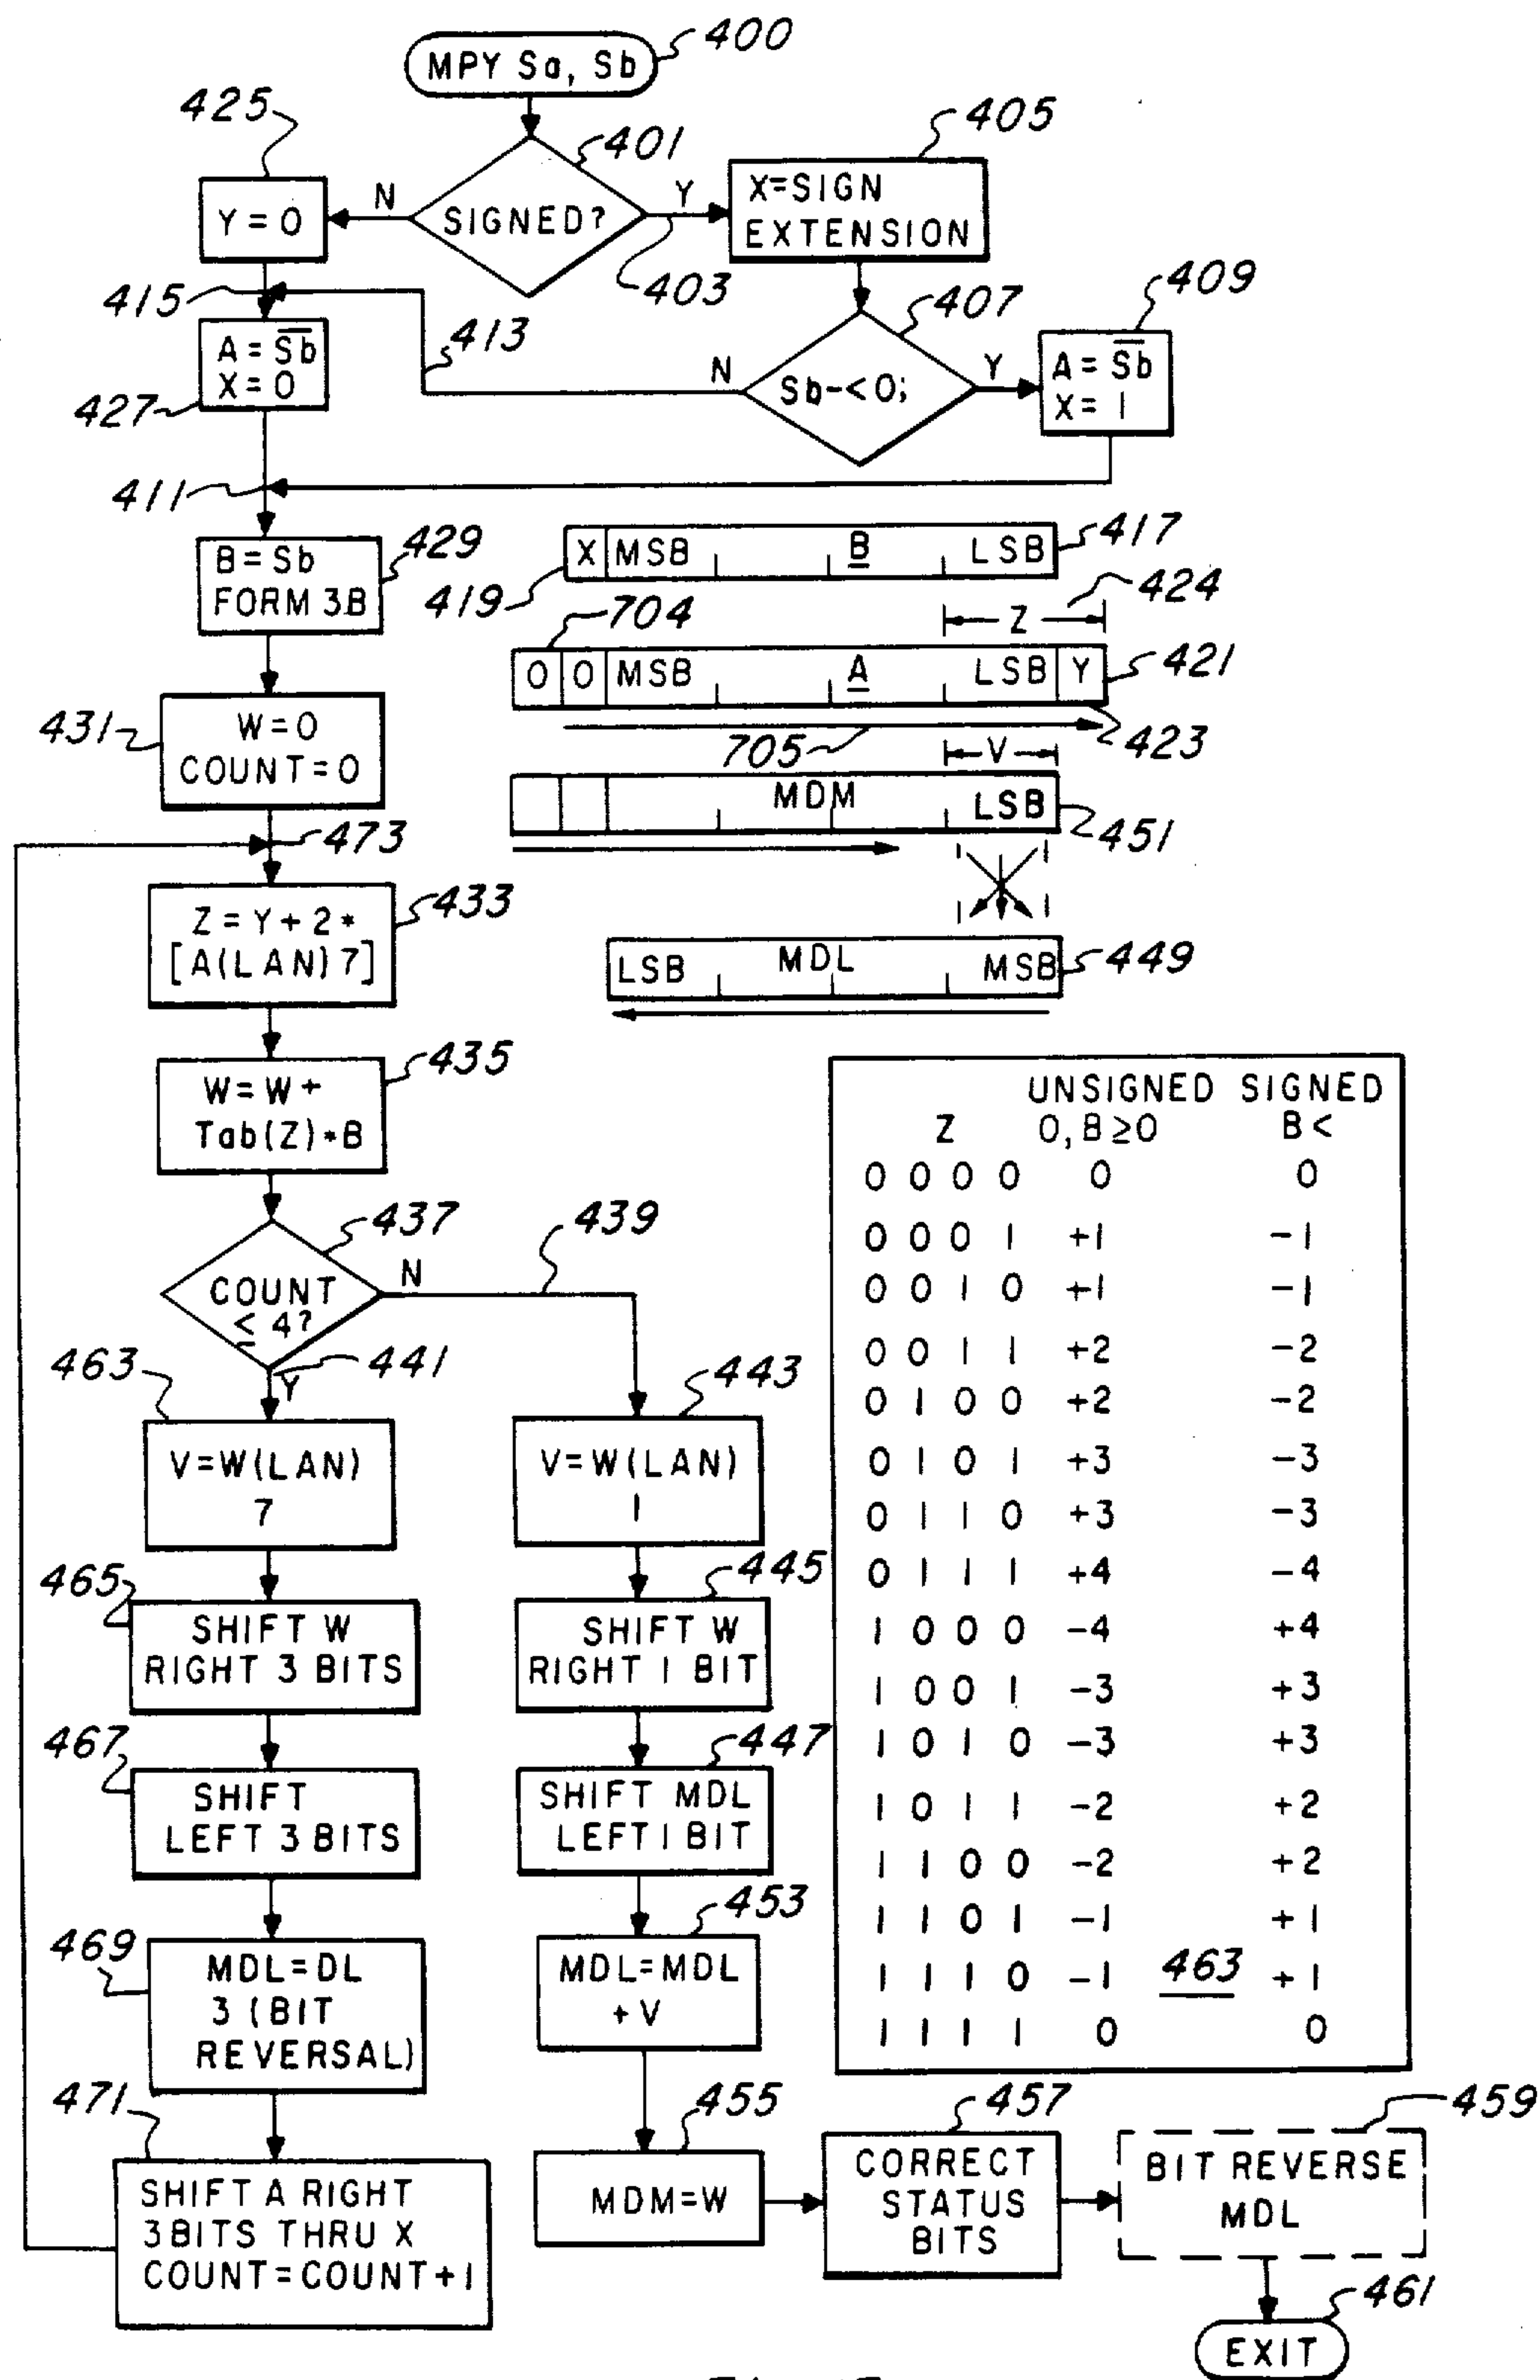 MPY Sa, Sb
400
425
401
405
Y = 0
N
SIGNED?
Y
X=SIGN
EXTENSION
403
415
407
409
A = S̅b̅
X = 0
427
413
N
Sb-<0;
Y
A = S̅b̅
X = 1
411
B = Sb
FORM 3B
429
X MSB B LSB
417
419
424
Z
704
0 0 MSB A LSB Y
421
423
705
V
MDM LSB
451
LSB MDL MSB
449
W=0
COUNT=0
431
473
Z = Y + 2*
[A(LAN) 7]
433
W = W +
Tab(Z)*B
435
COUNT
≤ 4?
437
N
439
Y
441
463
V=W(LAN)
7
443
V=W(LAN)
1
465
SHIFT W
RIGHT 3 BITS
445
SHIFT W
RIGHT 1 BIT
467
SHIFT
LEFT 3 BITS
447
SHIFT MDL
LEFT 1 BIT
469
MDL=DL
3 (BIT
REVERSAL)
453
MDL=MDL
+ V
471
SHIFT A RIGHT
3 BITS THRU X
COUNT=COUNT+1
455
MDM=W
457
CORRECT
STATUS
BITS
459
BIT REVERSE
MDL
461
EXIT
UNSIGNED SIGNED
Z 0, B≥0 B<
0 0 0 0 0 0
0 0 0 1 +1 -1
0 0 1 0 +1 -1
0 0 1 1 +2 -2
0 1 0 0 +2 -2
0 1 0 1 +3 -3
0 1 1 0 +3 -3
0 1 1 1 +4 -4
1 0 0 0 -4 +4
1 0 0 1 -3 +3
1 0 1 0 -3 +3
1 0 1 1 -2 +2
1 1 0 0 -2 +2
1 1 0 1 -1 +1
1 1 1 0 -1 463 +1
1 1 1 1 0 0